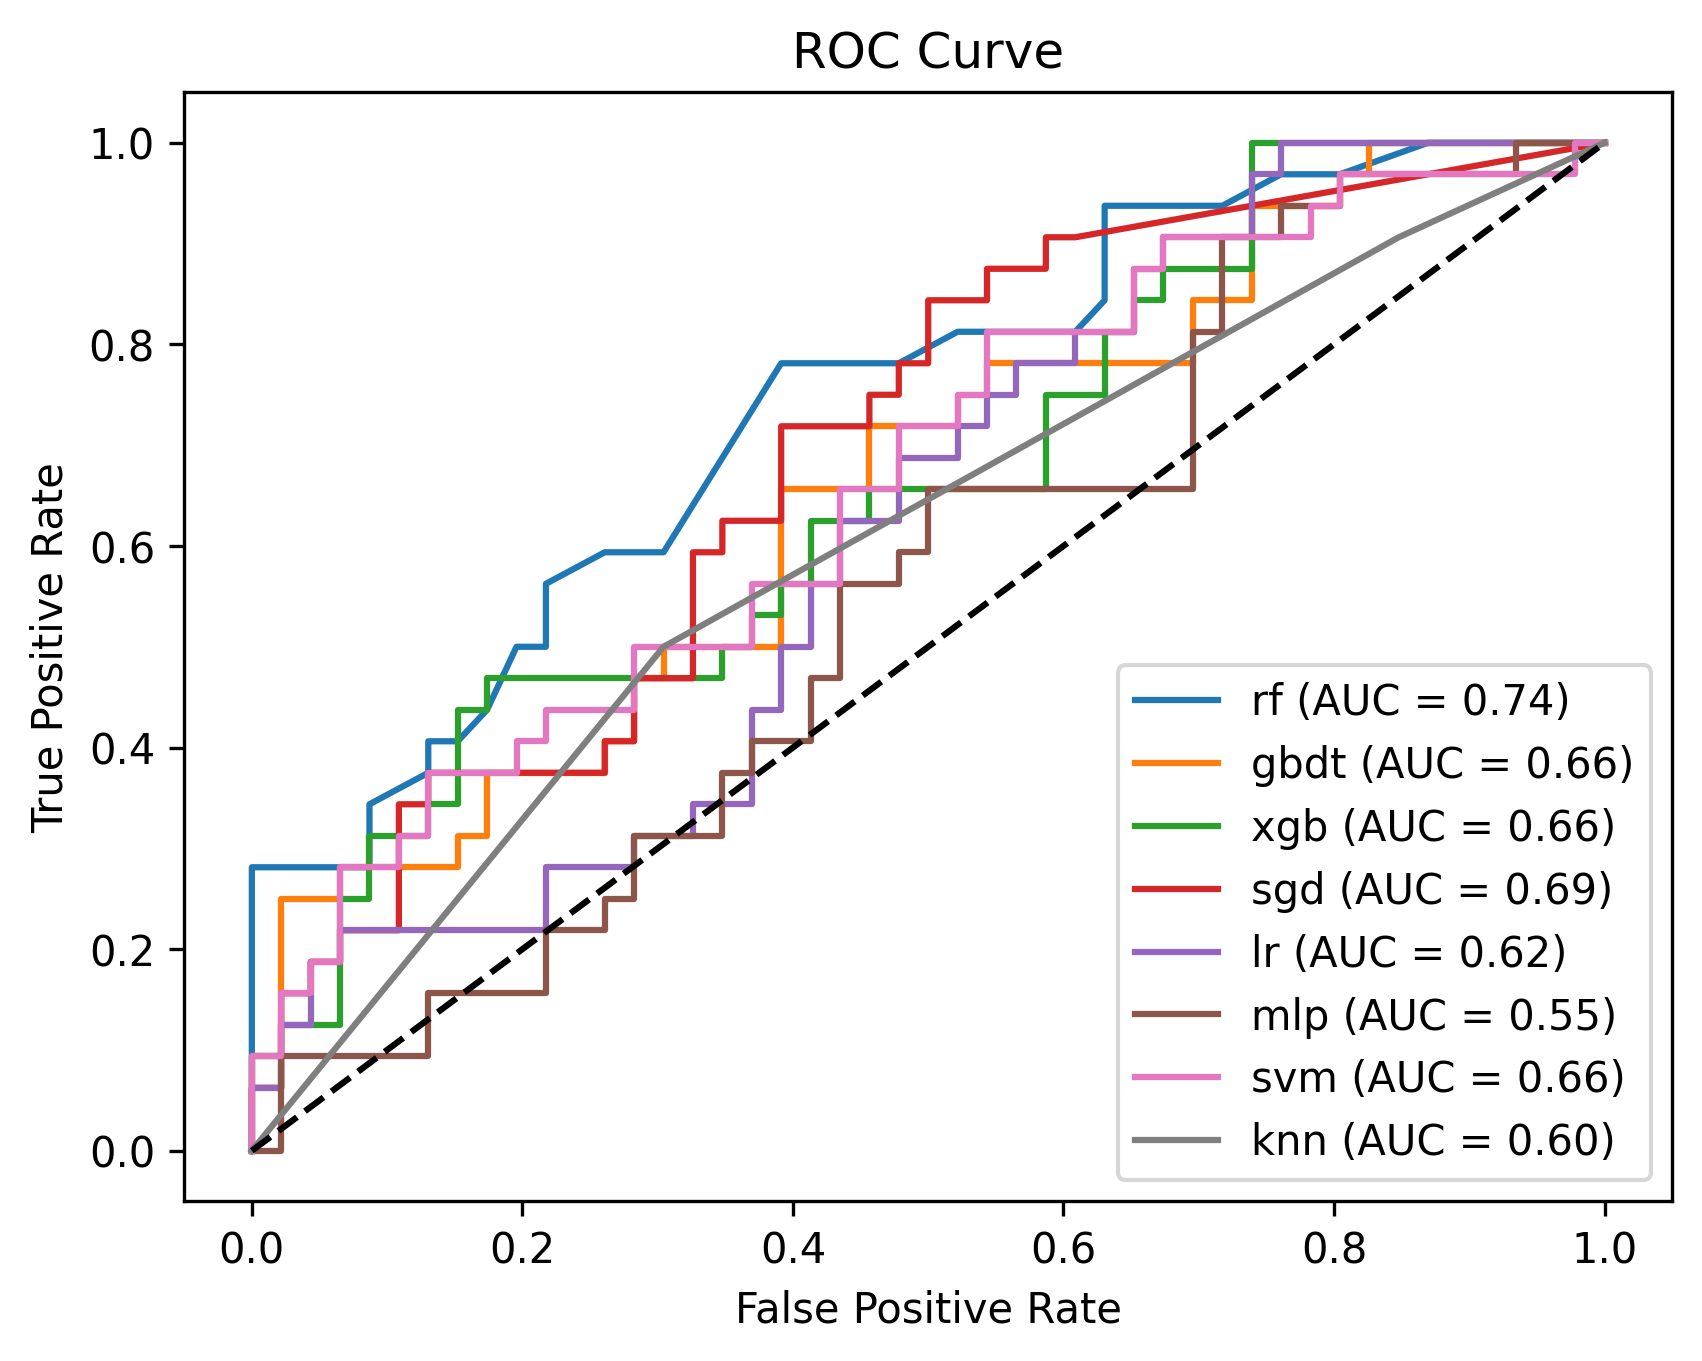 ROC Curve
1.0
0.8
0.6
0.4
0.2
0.0
True Positive Rate
rf (AUC = 0.74)
gbdt (AUC = 0.66)
xgb (AUC = 0.66)
sgd (AUC = 0.69)
lr (AUC = 0.62)
mlp (AUC = 0.55)
svm (AUC = 0.66)
knn (AUC = 0.60)
0.0 0.2 0.4 0.6 0.8 1.0
False Positive Rate